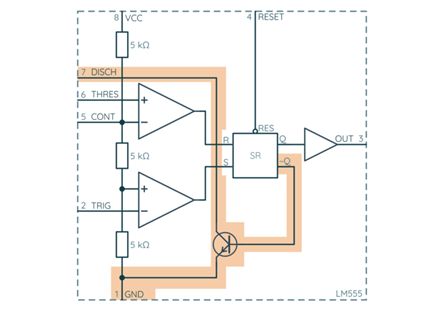 8 VCC
4 RESET
5 kΩ
7 DISCH
6 THRES
5 CONT
+
−
RES
R Q
SR
S ~Q
OUT 3
5 kΩ
+
−
2 TRIG
5 kΩ
1 GND
LM555